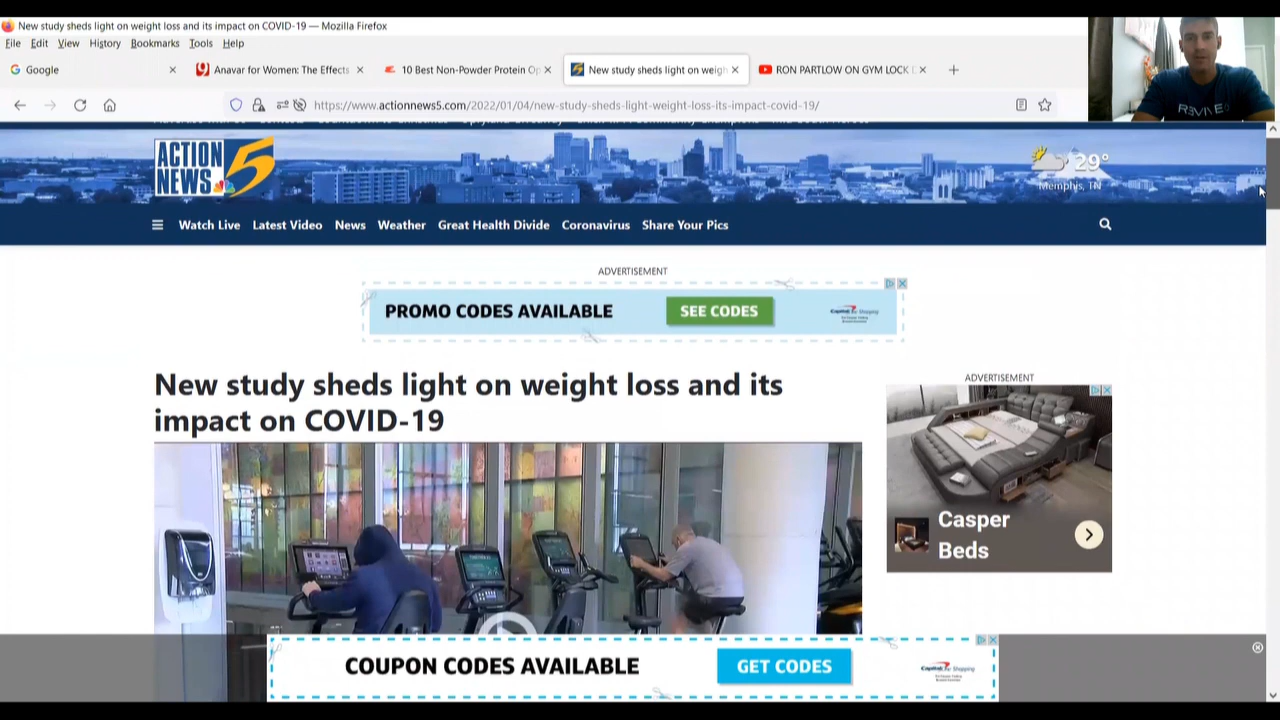 New study sheds light on weight loss and its impact on COVID-19 — Mozilla Firefox
File Edit View History Bookmarks Tools Help
Google
Anavar for Women: The Effects
10 Best Non-Powder Protein Op
New study sheds light on weigh
RON PARTLOW ON GYM LOCK
https://www.actionnews5.com/2022/01/04/new-study-sheds-light-weight-loss-its-impact-covid-19/
REVIVE
ACTION
NEWS 5
29°
Memphis, TN
Watch Live Latest Video News Weather Great Health Divide Coronavirus Share Your Pics
ADVERTISEMENT
PROMO CODES AVAILABLE SEE CODES
New study sheds light on weight loss and its
impact on COVID-19
ADVERTISEMENT
Casper
Beds
COUPON CODES AVAILABLE GET CODES